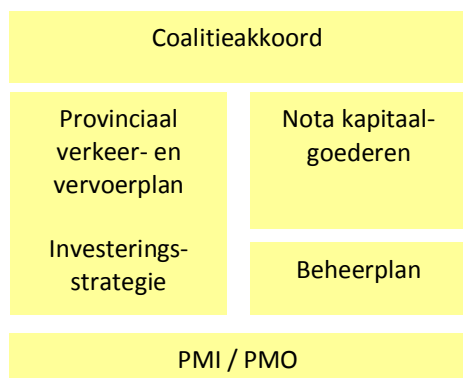 Coalitieakkoord
Provinciaal
verkeer- en
vervoerplan
Investerings-
strategie
Nota kapitaal-
goederen
Beheerplan
PMI / PMO